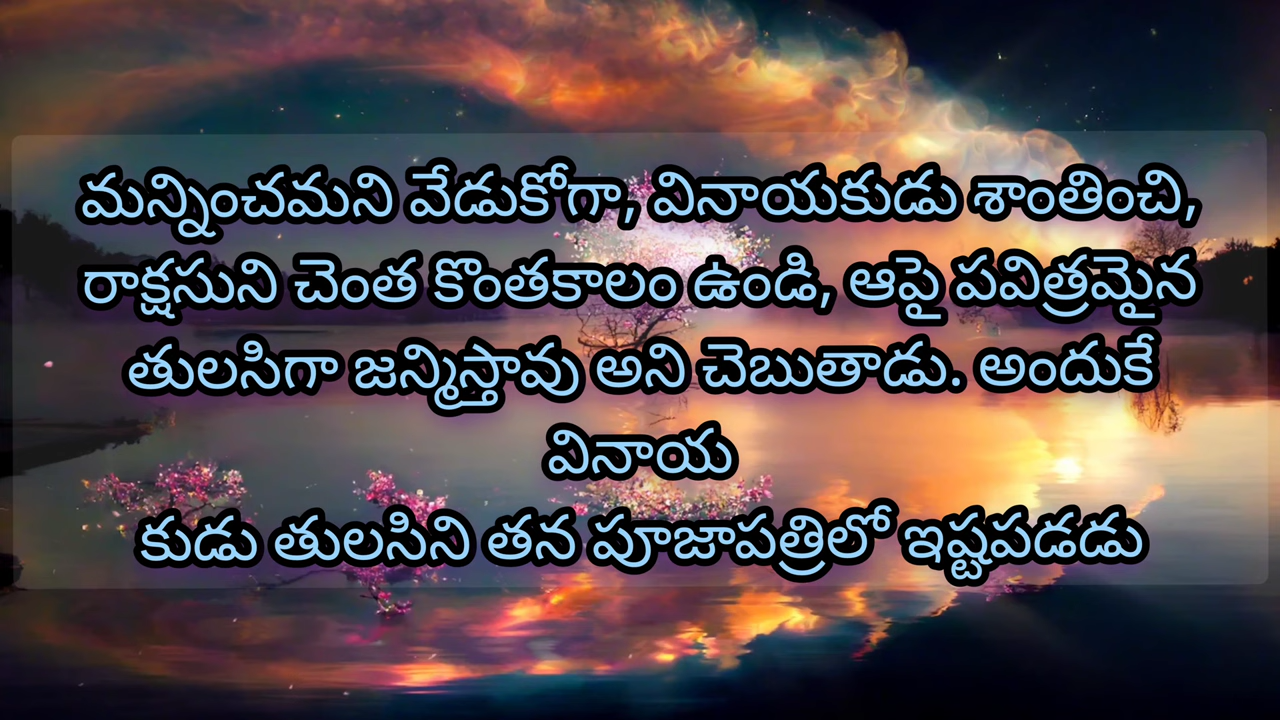 మన్నించమని వేడుకోగా, వినాయకుడు శాంతించి,
రాక్షసుని చెంత కొంతకాలం ఉండి, ఆపై పవిత్రమైన
తులసిగా జన్మిస్తావు అని చెబుతాడు. అందుకే
వినాయ
కుడు తులసిని తన పూజాపత్రిలో ఇష్టపడడు